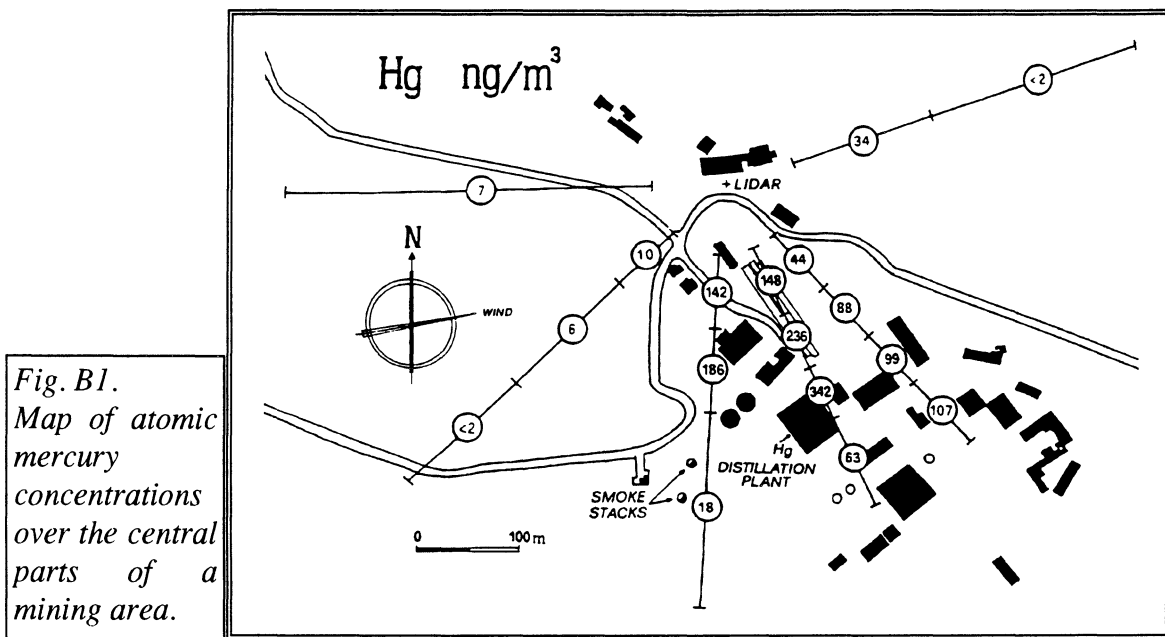 Hg ng/m³
<2
34
+ LIDAR
7
N
WIND
10
44
148
142
88
6
236
99
186
342
107
<2
Hg
DISTILLATION
PLANT
63
SMOKE
STACKS
18
0 100 m
Fig. B1.
Map of atomic
mercury
concentrations
over the central
parts of a
mining area.